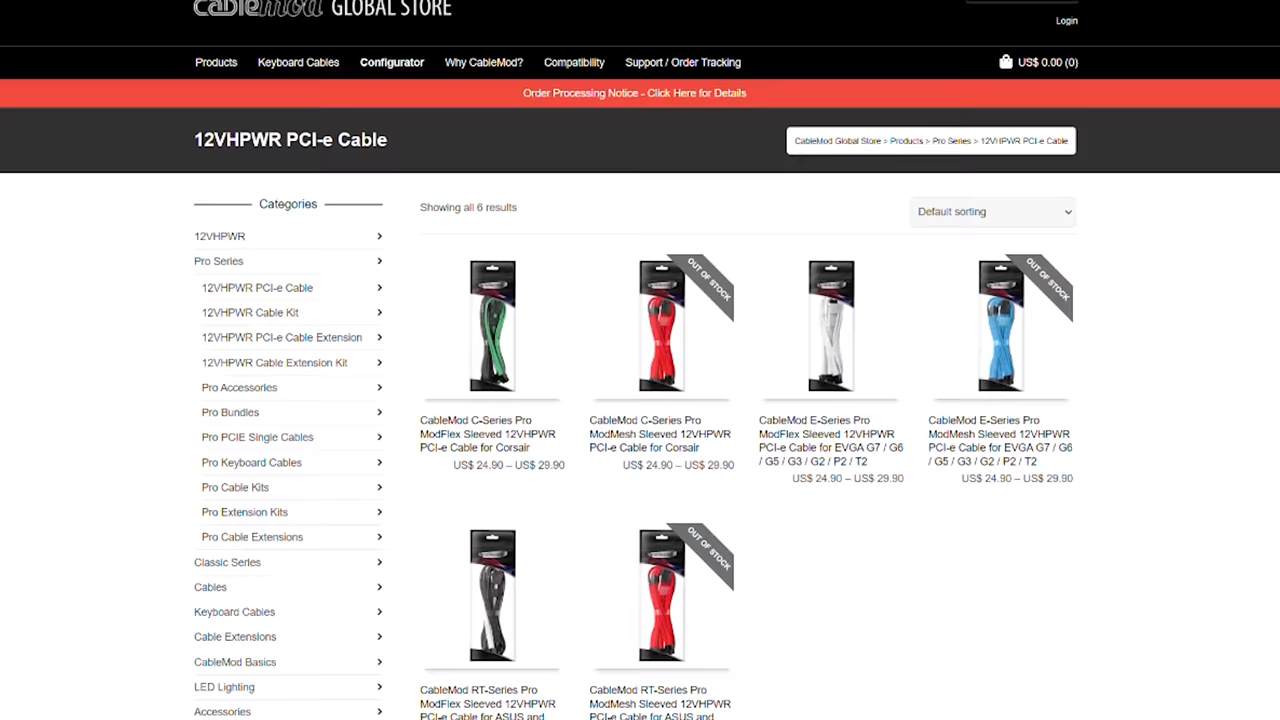 cablemod GLOBAL STORE
Login
Products Keyboard Cables Configurator Why CableMod? Compatibility Support / Order Tracking US$ 0.00 (0)
Order Processing Notice - Click Here for Details
12VHPWR PCI-e Cable
CableMod Global Store > Products > Pro Series > 12VHPWR PCI-e Cable
Categories
12VHPWR
Pro Series
12VHPWR PCI-e Cable
12VHPWR Cable Kit
12VHPWR PCI-e Cable Extension
12VHPWR Cable Extension Kit
Pro Accessories
Pro Bundles
Pro PCIE Single Cables
Pro Keyboard Cables
Pro Cable Kits
Pro Extension Kits
Pro Cable Extensions
Classic Series
Cables
Keyboard Cables
Cable Extensions
CableMod Basics
LED Lighting
Accessories
Showing all 6 results
Default sorting
CableMod C-Series Pro
ModFlex Sleeved 12VHPWR
PCI-e Cable for Corsair
US$ 24.90 – US$ 29.90
OUT OF STOCK
CableMod C-Series Pro
ModMesh Sleeved 12VHPWR
PCI-e Cable for Corsair
US$ 24.90 – US$ 29.90
CableMod E-Series Pro
ModFlex Sleeved 12VHPWR
PCI-e Cable for EVGA G7 / G6
/ G5 / G3 / G2 / P2 / T2
US$ 24.90 – US$ 29.90
OUT OF STOCK
CableMod E-Series Pro
ModMesh Sleeved 12VHPWR
PCI-e Cable for EVGA G7 / G6
/ G5 / G3 / G2 / P2 / T2
US$ 24.90 – US$ 29.90
CableMod RT-Series Pro
ModFlex Sleeved 12VHPWR
PCI-e Cable for ASUS and
OUT OF STOCK
CableMod RT-Series Pro
ModMesh Sleeved 12VHPWR
PCI-e Cable for ASUS and